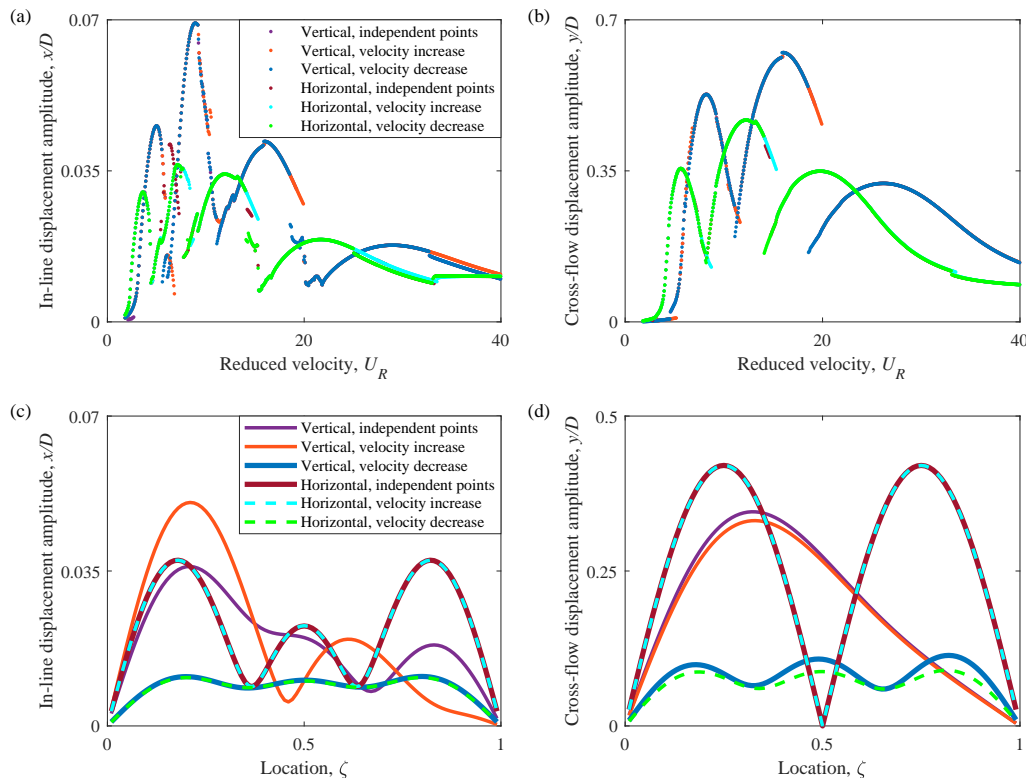 (a)
0.07
0.035
0
In-line displacement amplitude, x/D
Vertical, independent points
Vertical, velocity increase
Vertical, velocity decrease
Horizontal, independent points
Horizontal, velocity increase
Horizontal, velocity decrease
0
20
40
Reduced velocity, U_R
(b)
0.7
0.35
0
Cross-flow displacement amplitude, y/D
0
20
40
Reduced velocity, U_R
(c)
0.07
0.035
0
In-line displacement amplitude, x/D
Vertical, independent points
Vertical, velocity increase
Vertical, velocity decrease
Horizontal, independent points
Horizontal, velocity increase
Horizontal, velocity decrease
0
0.5
1
Location, ζ
(d)
0.5
0.25
0
Cross-flow displacement amplitude, y/D
0
0.5
1
Location, ζ